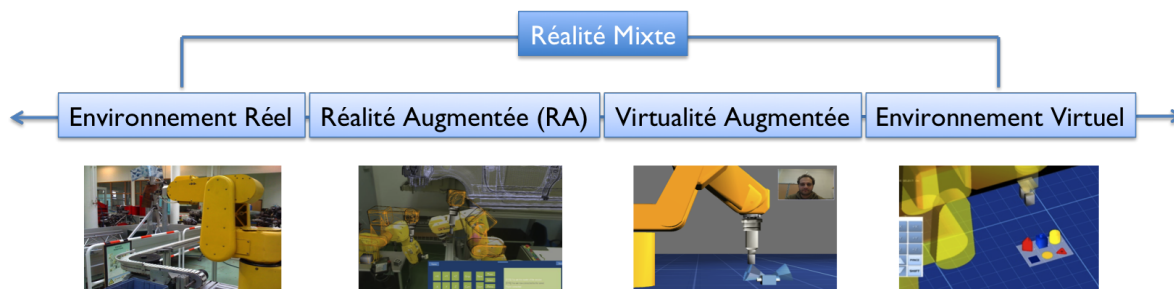 Réalité Mixte
Environnement Réel
Réalité Augmentée (RA)
Virtualité Augmentée
Environnement Virtuel